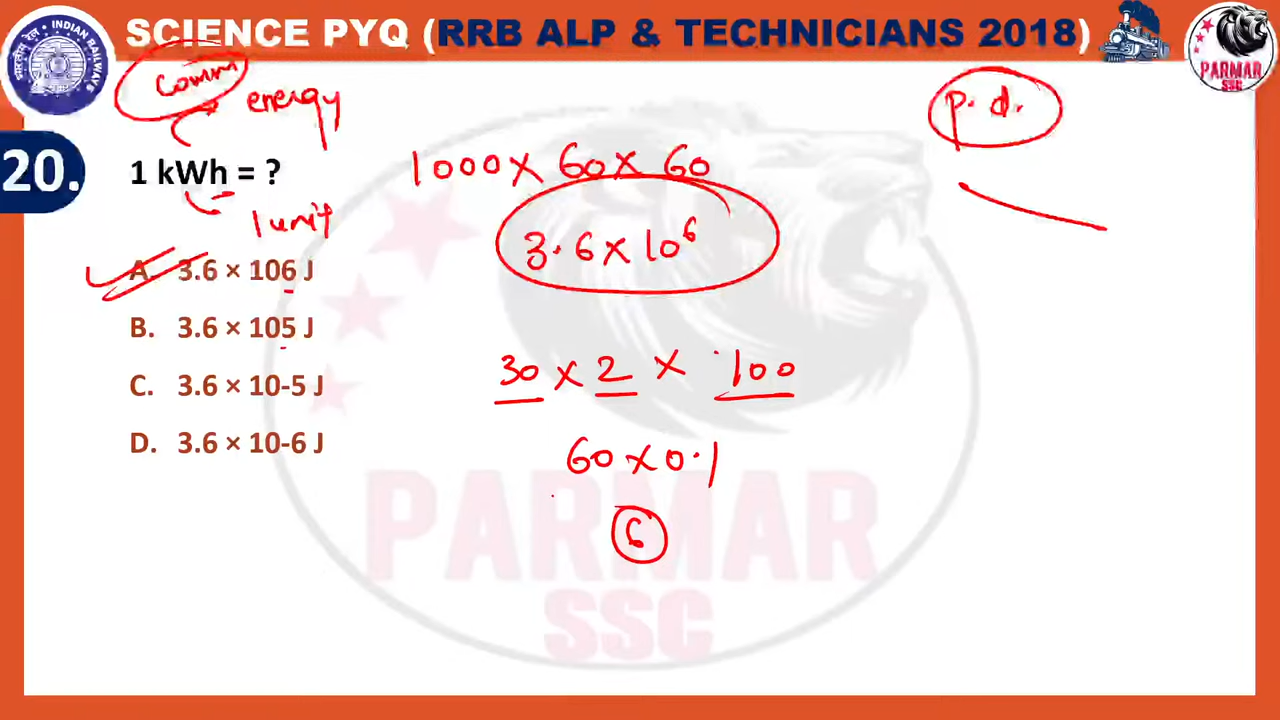 SCIENCE PYQ (RRB ALP & TECHNICIANS 2018)
INDIAN RAILWAYS
PARMAR
SSC
comm
energy
p. d.
20.
1 kWh = ?
1000 × 60 × 60
1 unit
3.6 × 10⁶
A. 3.6 × 106 J
B. 3.6 × 105 J
C. 3.6 × 10-5 J
D. 3.6 × 10-6 J
30 × 2 × 100
60 × 0.1
6
PARMAR
SSC